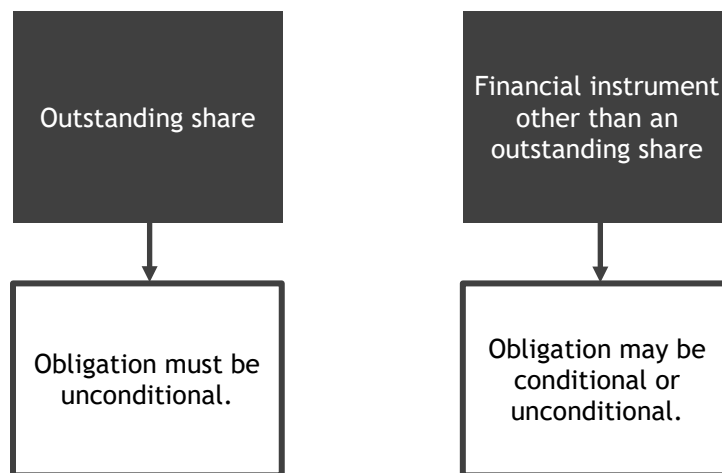 Outstanding share
Financial instrument
other than an
outstanding share
Obligation must be
unconditional.
Obligation may be
conditional or
unconditional.